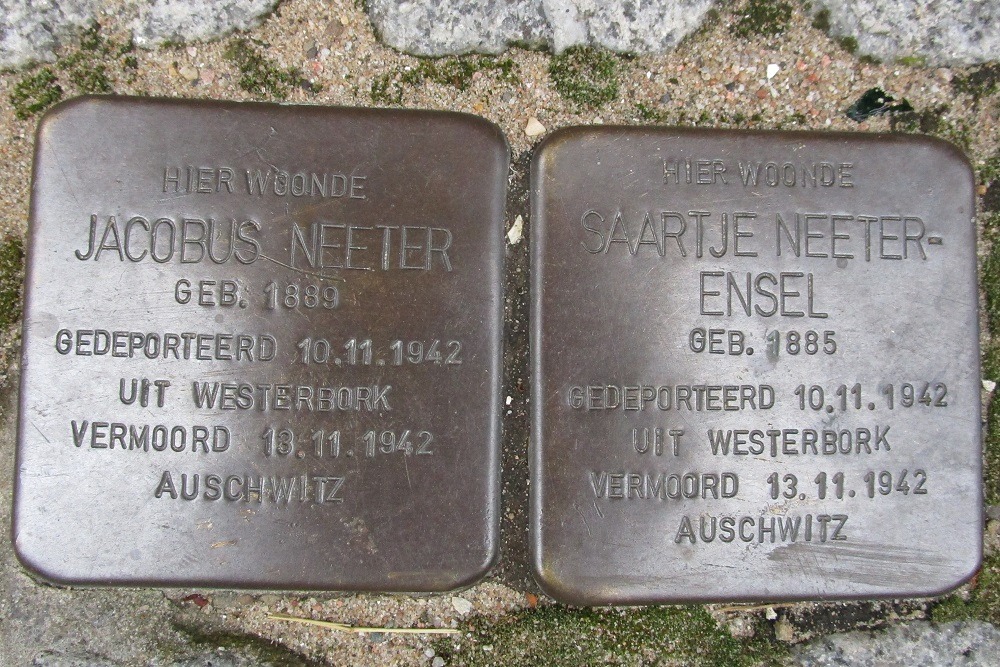 HIER WOONDE
JACOBUS NEETER
GEB. 1889
GEDEPORTEERD 10.11.1942
UIT WESTERBORK
VERMOORD 13.11.1942
AUSCHWITZ
HIER WOONDE
SAARTJE NEETER-
ENSEL
GEB. 1885
GEDEPORTEERD 10.11.1942
UIT WESTERBORK
VERMOORD 13.11.1942
AUSCHWITZ